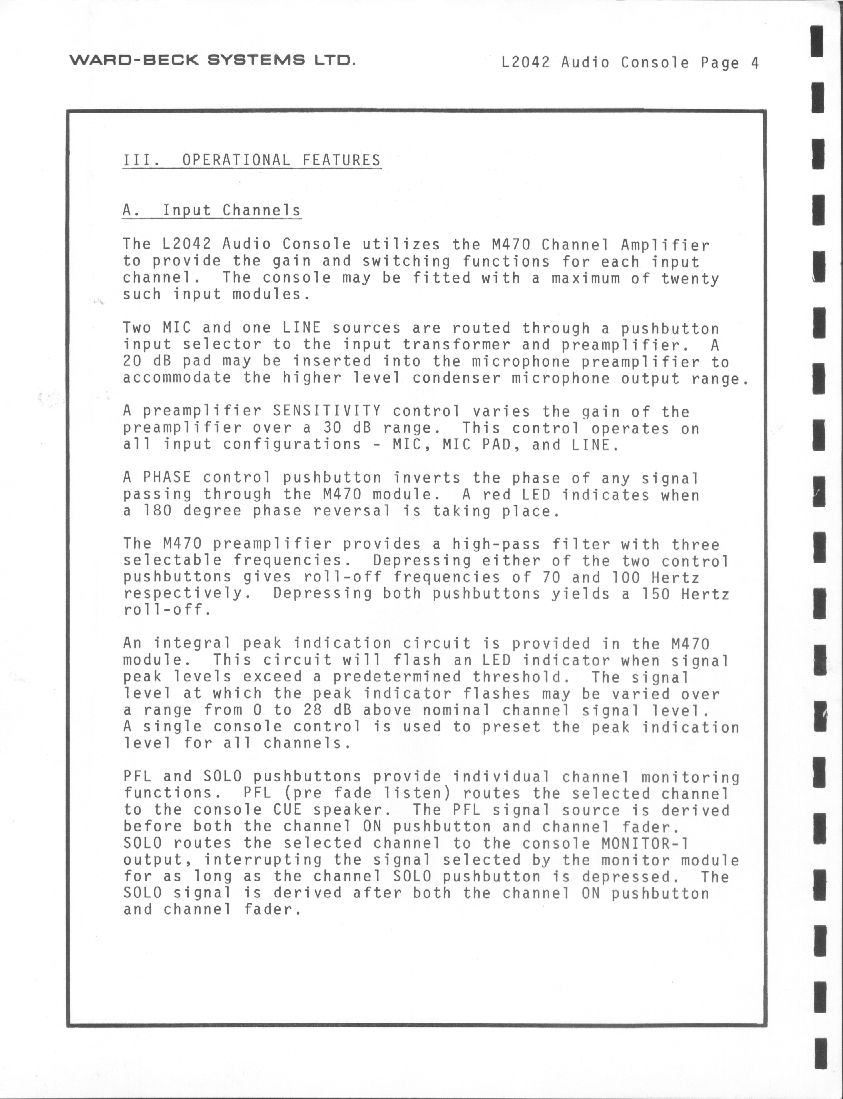 WARD-BECK SYSTEMS LTD.
L2042 Audio Console Page 4
III. OPERATIONAL FEATURES
A. Input Channels
The L2042 Audio Console utilizes the M470 Channel Amplifier
to provide the gain and switching functions for each input
channel. The console may be fitted with a maximum of twenty
such input modules.
Two MIC and one LINE sources are routed through a pushbutton
input selector to the input transformer and preamplifier. A
20 dB pad may be inserted into the microphone preamplifier to
accommodate the higher level condenser microphone output range.
A preamplifier SENSITIVITY control varies the gain of the
preamplifier over a 30 dB range. This control operates on
all input configurations - MIC, MIC PAD, and LINE.
A PHASE control pushbutton inverts the phase of any signal
passing through the M470 module. A red LED indicates when
a 180 degree phase reversal is taking place.
The M470 preamplifier provides a high-pass filter with three
selectable frequencies. Depressing either of the two control
pushbuttons gives roll-off frequencies of 70 and 100 Hertz
respectively. Depressing both pushbuttons yields a 150 Hertz
roll-off.
An integral peak indication circuit is provided in the M470
module. This circuit will flash an LED indicator when signal
peak levels exceed a predetermined threshold. The signal
level at which the peak indicator flashes may be varied over
a range from 0 to 28 dB above nominal channel signal level.
A single console control is used to preset the peak indication
level for all channels.
PFL and SOLO pushbuttons provide individual channel monitoring
functions. PFL (pre fade listen) routes the selected channel
to the console CUE speaker. The PFL signal source is derived
before both the channel ON pushbutton and channel fader.
SOLO routes the selected channel to the console MONITOR-1
output, interrupting the signal selected by the monitor module
for as long as the channel SOLO pushbutton is depressed. The
SOLO signal is derived after both the channel ON pushbutton
and channel fader.